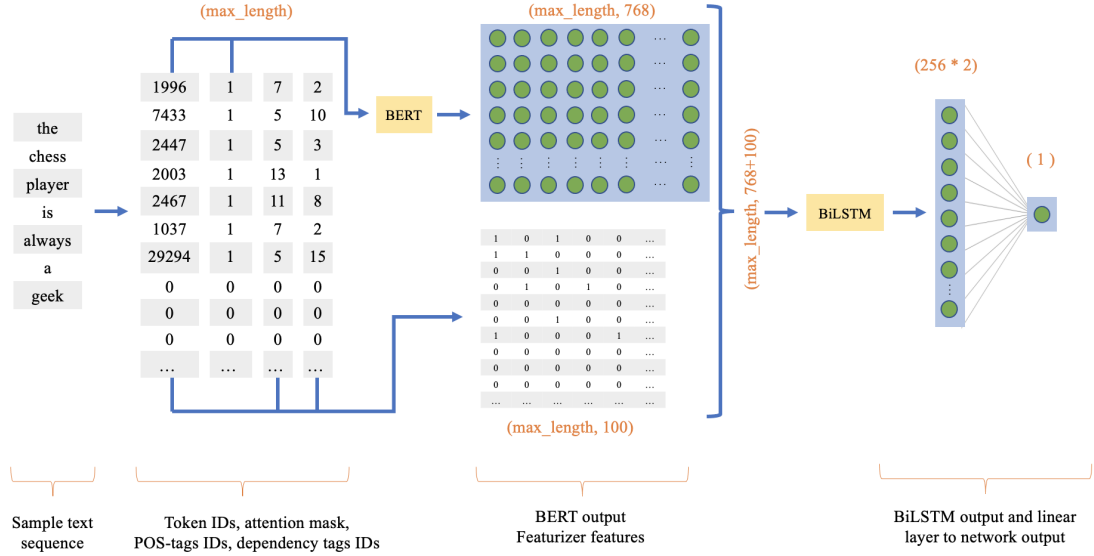 (max_length)
(max_length, 768)
the
chess
player
is
always
a
geek
1996 1 7 2
7433 1 5 10
2447 1 5 3
2003 1 13 1
2467 1 11 8
1037 1 7 2
29294 1 5 15
0 0 0 0
0 0 0 0
0 0 0 0
... ... ... ...
BERT
...
...
...
...
...
... ...
...
1 0 1 0 0 ...
1 1 0 0 0 ...
0 0 1 0 0 ...
0 1 0 1 0 ...
0 0 0 0 0 ...
0 0 1 0 0 ...
1 0 0 0 1 ...
0 0 0 0 0 ...
0 0 0 0 0 ...
0 0 0 0 0 ...
... ... ... ... ... ...
(max_length, 100)
(max_length, 768+100)
BiLSTM
(256 * 2)
( 1 )
Sample text
sequence
Token IDs, attention mask,
POS-tags IDs, dependency tags IDs
BERT output
Featurizer features
BiLSTM output and linear
layer to network output